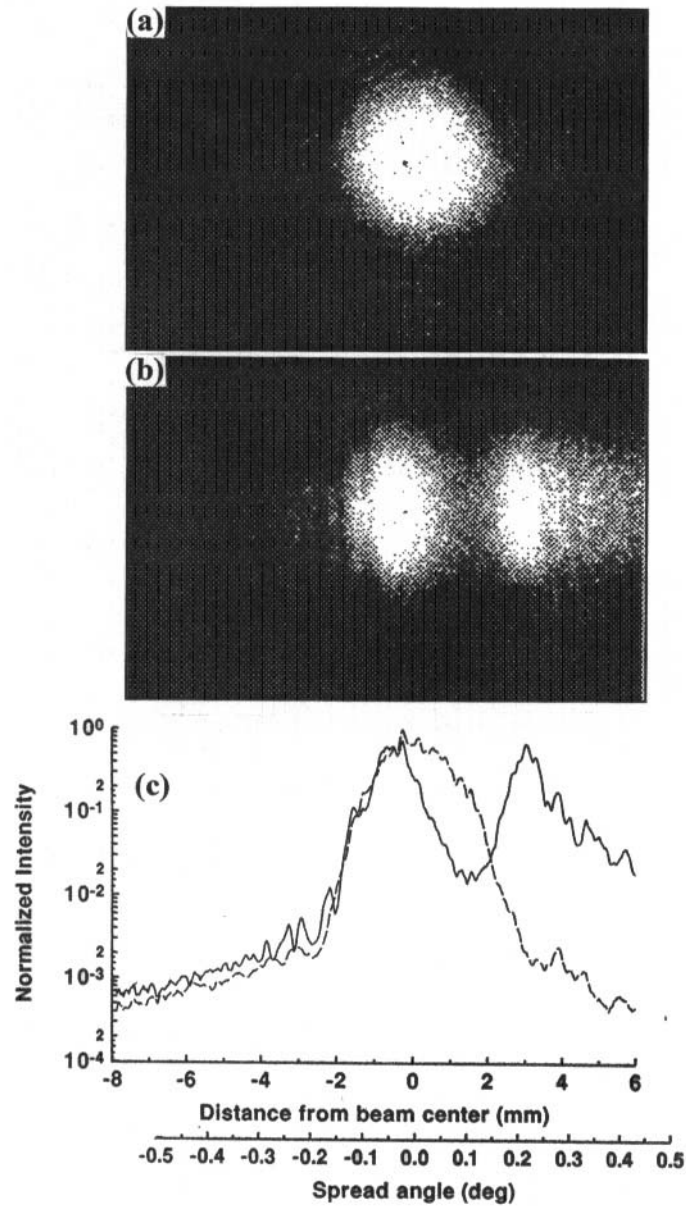 (a)
(b)
(c)
Normalized Intensity
10⁰
2
10⁻¹
2
10⁻²
2
10⁻³
2
10⁻⁴
-8 -6 -4 -2 0 2 4 6
Distance from beam center (mm)
-0.5 -0.4 -0.3 -0.2 -0.1 -0.0 0.1 0.2 0.3 0.4 0.5
Spread angle (deg)